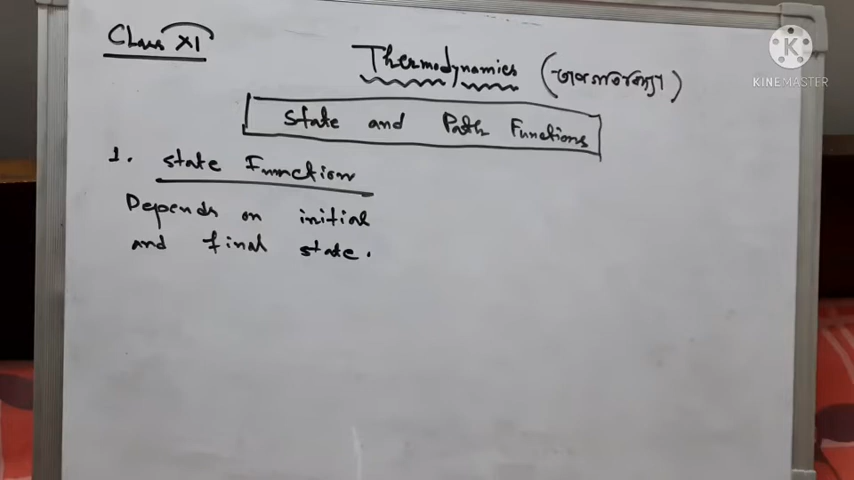 Class XI
Thermodynamics
State and Path Functions
1. State Function
Depends on initial
and final state.
K
KINEMASTER